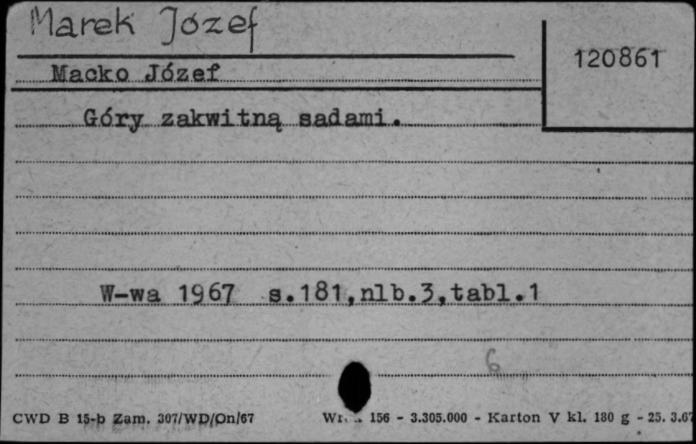 Marek Józef
120861
Macko Józef
Góry zakwitną sadami.
W-wa 1967 s.181,nlb.3,tabl.1
6
CWD B 15-b Zam. 307/WD/On/67 156 - 3.305.000 - Karton V kl. 180 g - 25. 3.67